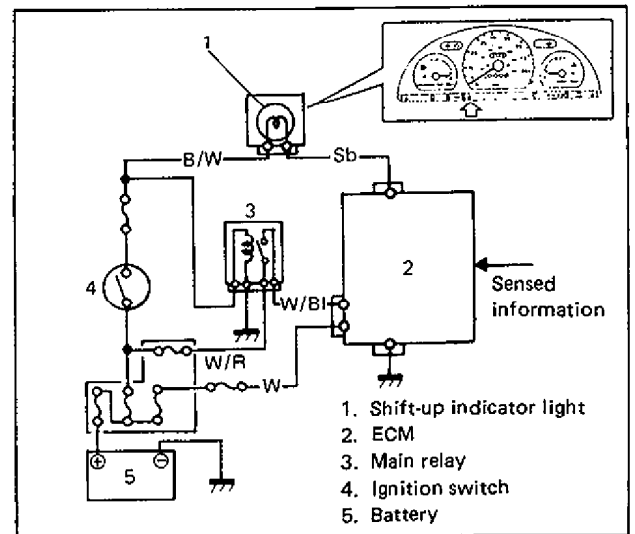 1
B/W
Sb
3
2
4
Sensed
information
W/Bl
W/R
W
5
1. Shift-up indicator light
2. ECM
3. Main relay
4. Ignition switch
5. Battery